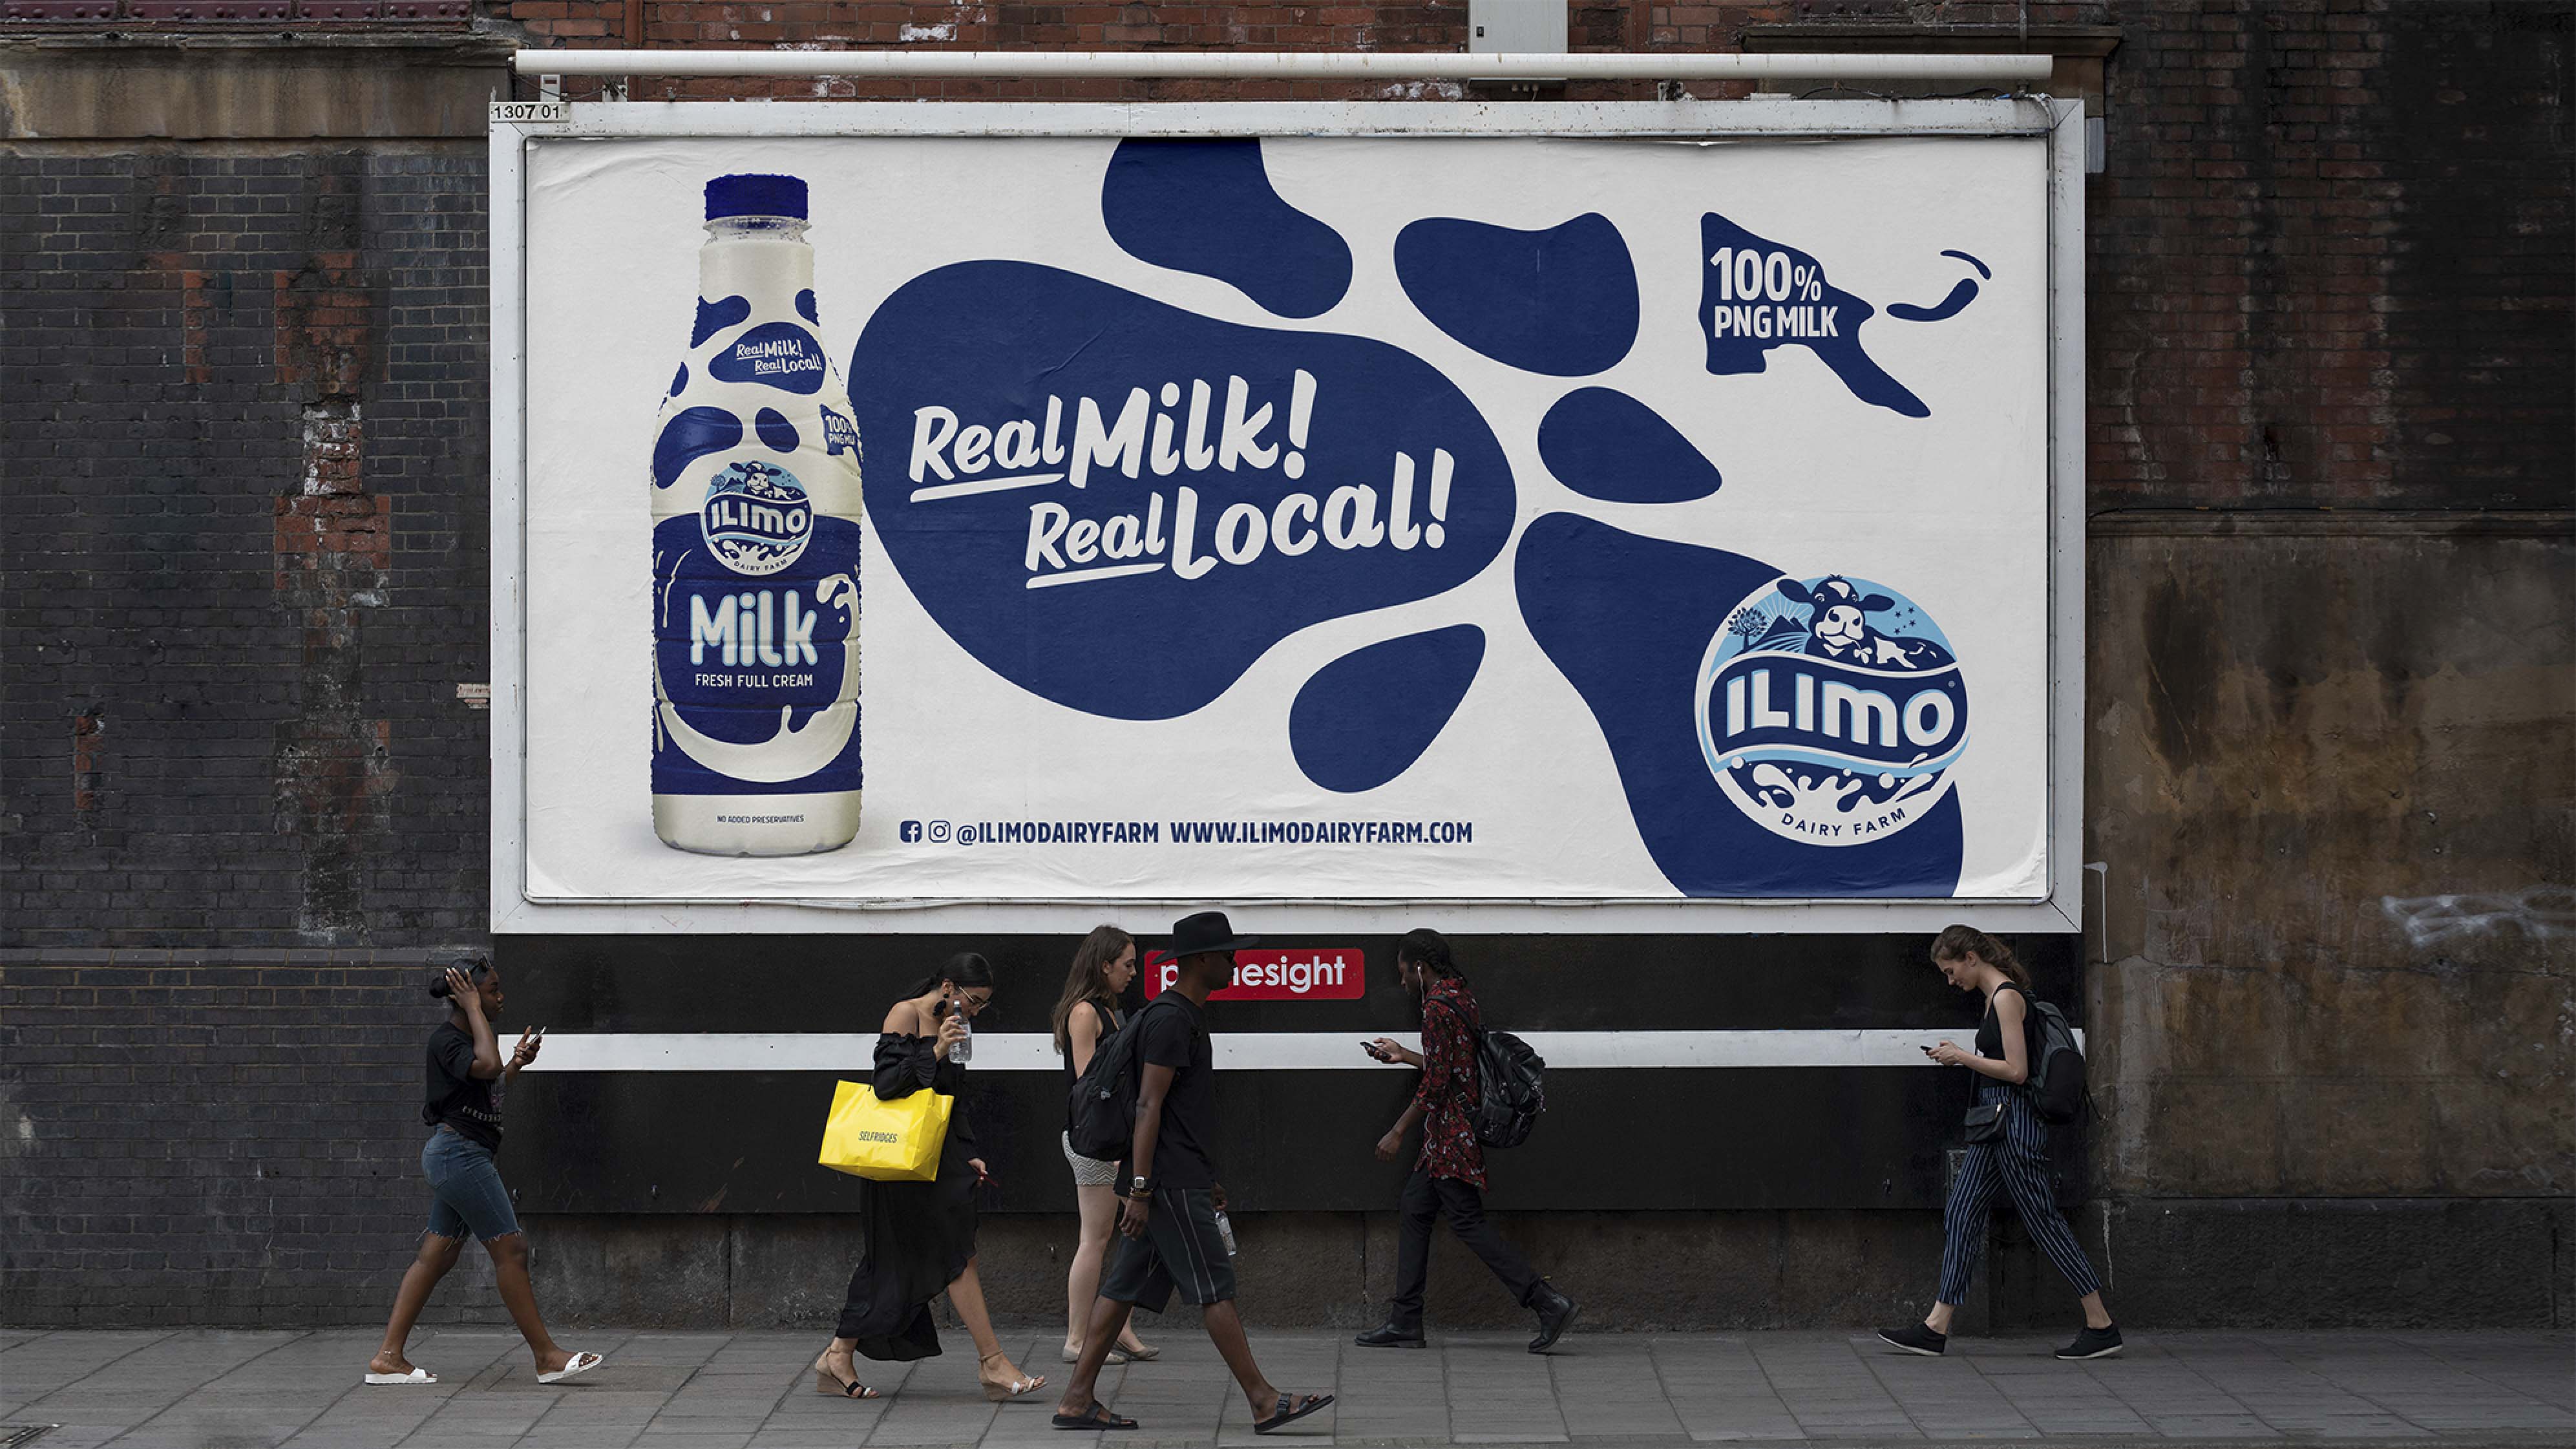 1307 01
Real Milk!
Real Local!
100%
PNG MILK
ILIMO
DAIRY FARM
Milk
FRESH FULL CREAM
NO ADDED PRESERVATIVES
Real Milk!
Real Local!
100%
PNG MILK
ILIMO
DAIRY FARM
@ILIMODAIRYFARM WWW.ILIMODAIRYFARM.COM
SELFRIDGES